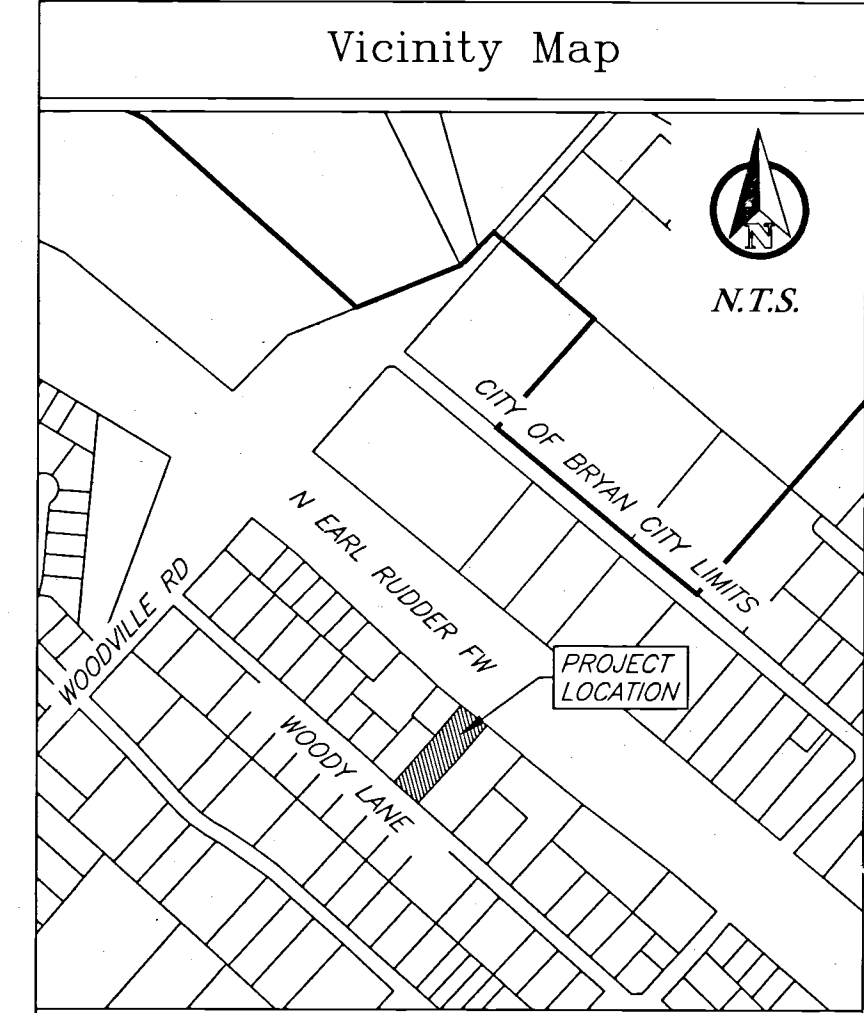 Vicinity Map
N
N.T.S.
CITY OF BRYAN CITY LIMITS
N EARL RUDDER FW
WOODVILLE RD
PROJECT
LOCATION
WOODY LANE